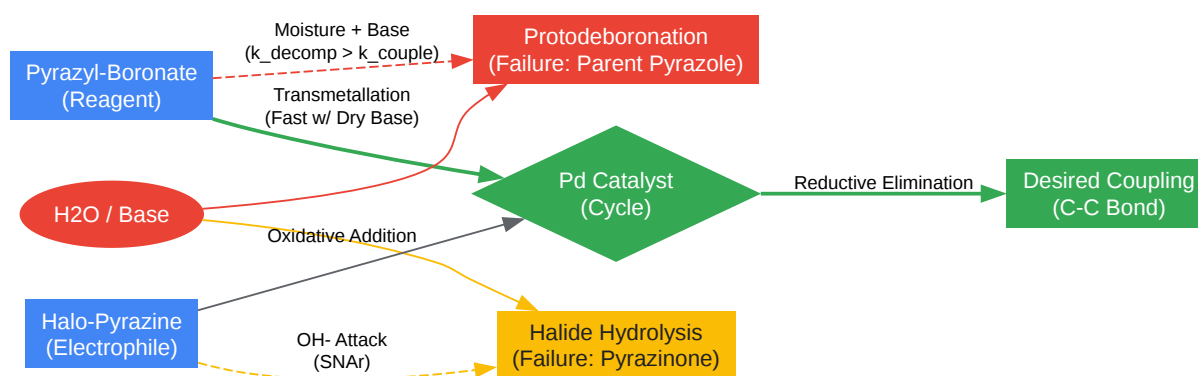 Moisture + Base
(k_decomp > k_couple)
Protodeboronation
(Failure: Parent Pyrazole)
Pyrazyl-Boronate
(Reagent)
Transmetallation
(Fast w/ Dry Base)
Pd Catalyst
(Cycle)
Reductive Elimination
Desired Coupling
(C-C Bond)
H2O / Base
Oxidative Addition
Halo-Pyrazine
(Electrophile)
OH- Attack
(SNAr)
Halide Hydrolysis
(Failure: Pyrazinone)